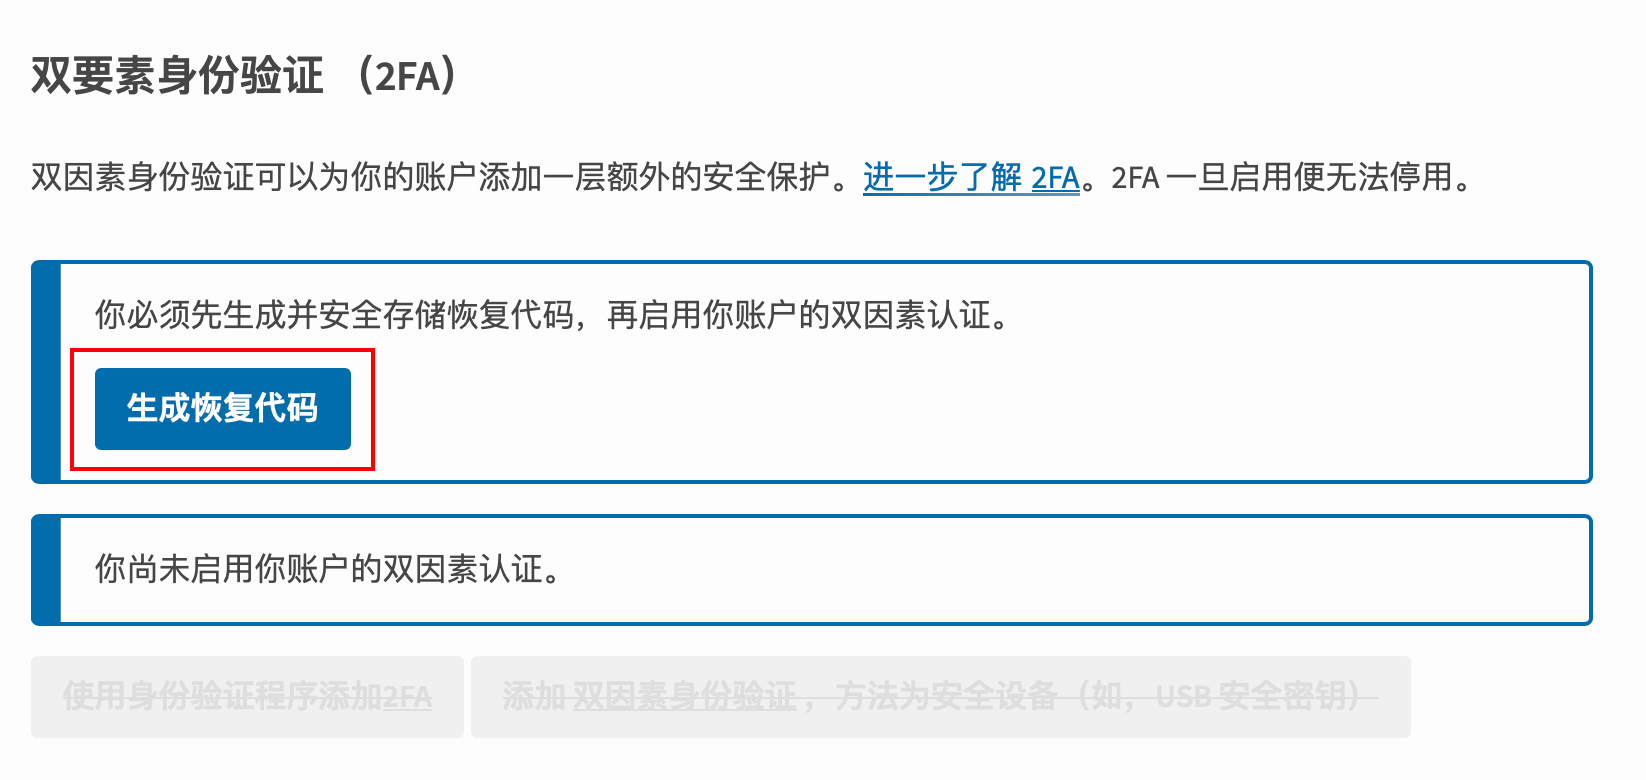 双要素身份验证 （2FA）
双因素身份验证可以为你的账户添加一层额外的安全保护。进一步了解 2FA。2FA 一旦启用便无法停用。
你必须先生成并安全存储恢复代码，再启用你账户的双因素认证。
生成恢复代码
你尚未启用你账户的双因素认证。
使用身份验证程序添加2FA
添加 双因素身份验证 ，方法为安全设备（如，USB 安全密钥）